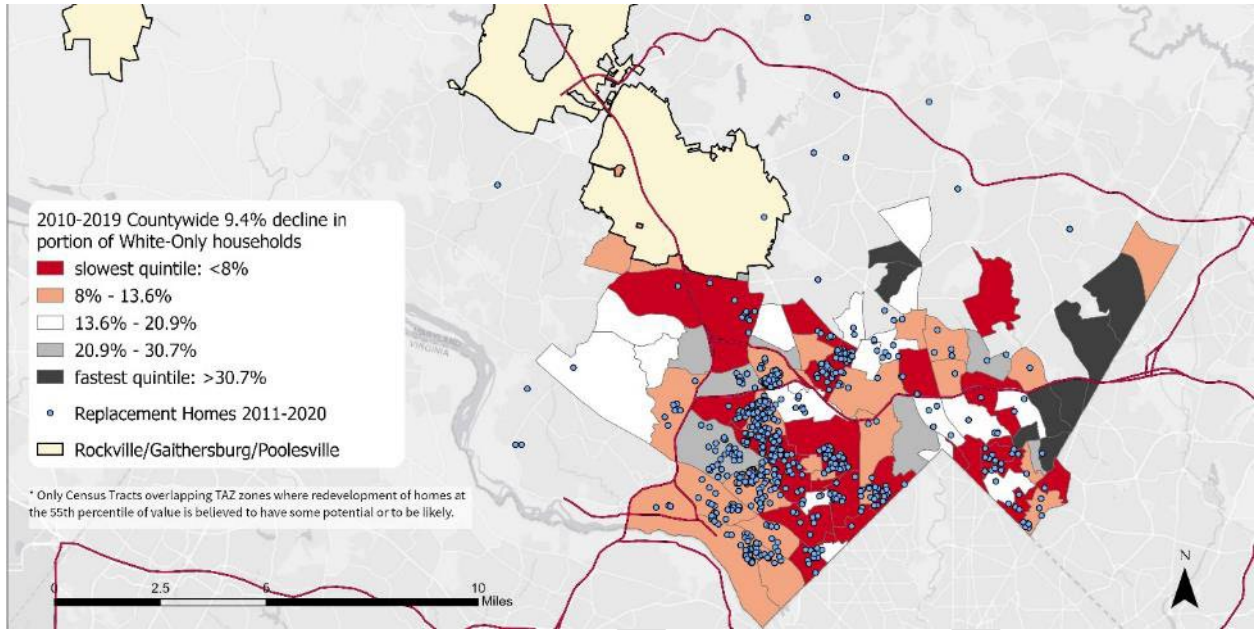 2010-2019 Countywide 9.4% decline in
portion of White-Only households
slowest quintile: <8%
8% - 13.6%
13.6% - 20.9%
20.9% - 30.7%
fastest quintile: >30.7%
Replacement Homes 2011-2020
Rockville/Gaithersburg/Poolesville
* Only Census Tracts overlapping TAZ zones where redevelopment of homes at
the 55th percentile of value is believed to have some potential or to be likely.
MARYLAND
VIRGINIA
N
0 2.5 5 10
Miles